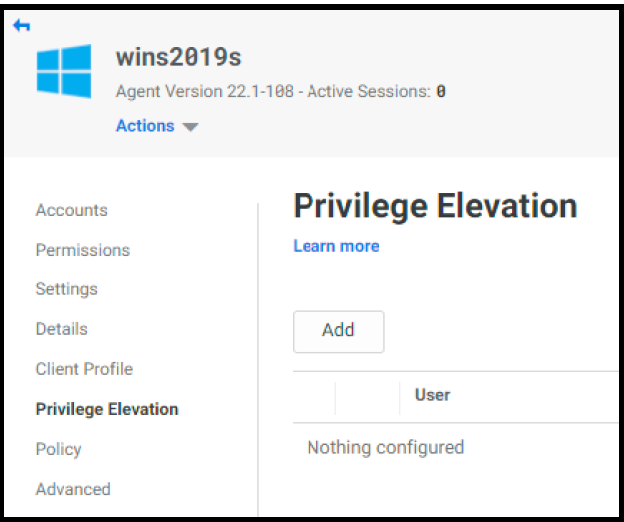 wins2019s
Agent Version 22.1-108 - Active Sessions: 0
Actions
Accounts
Permissions
Settings
Details
Client Profile
Privilege Elevation
Policy
Advanced
Privilege Elevation
Learn more
Add
User
Nothing configured